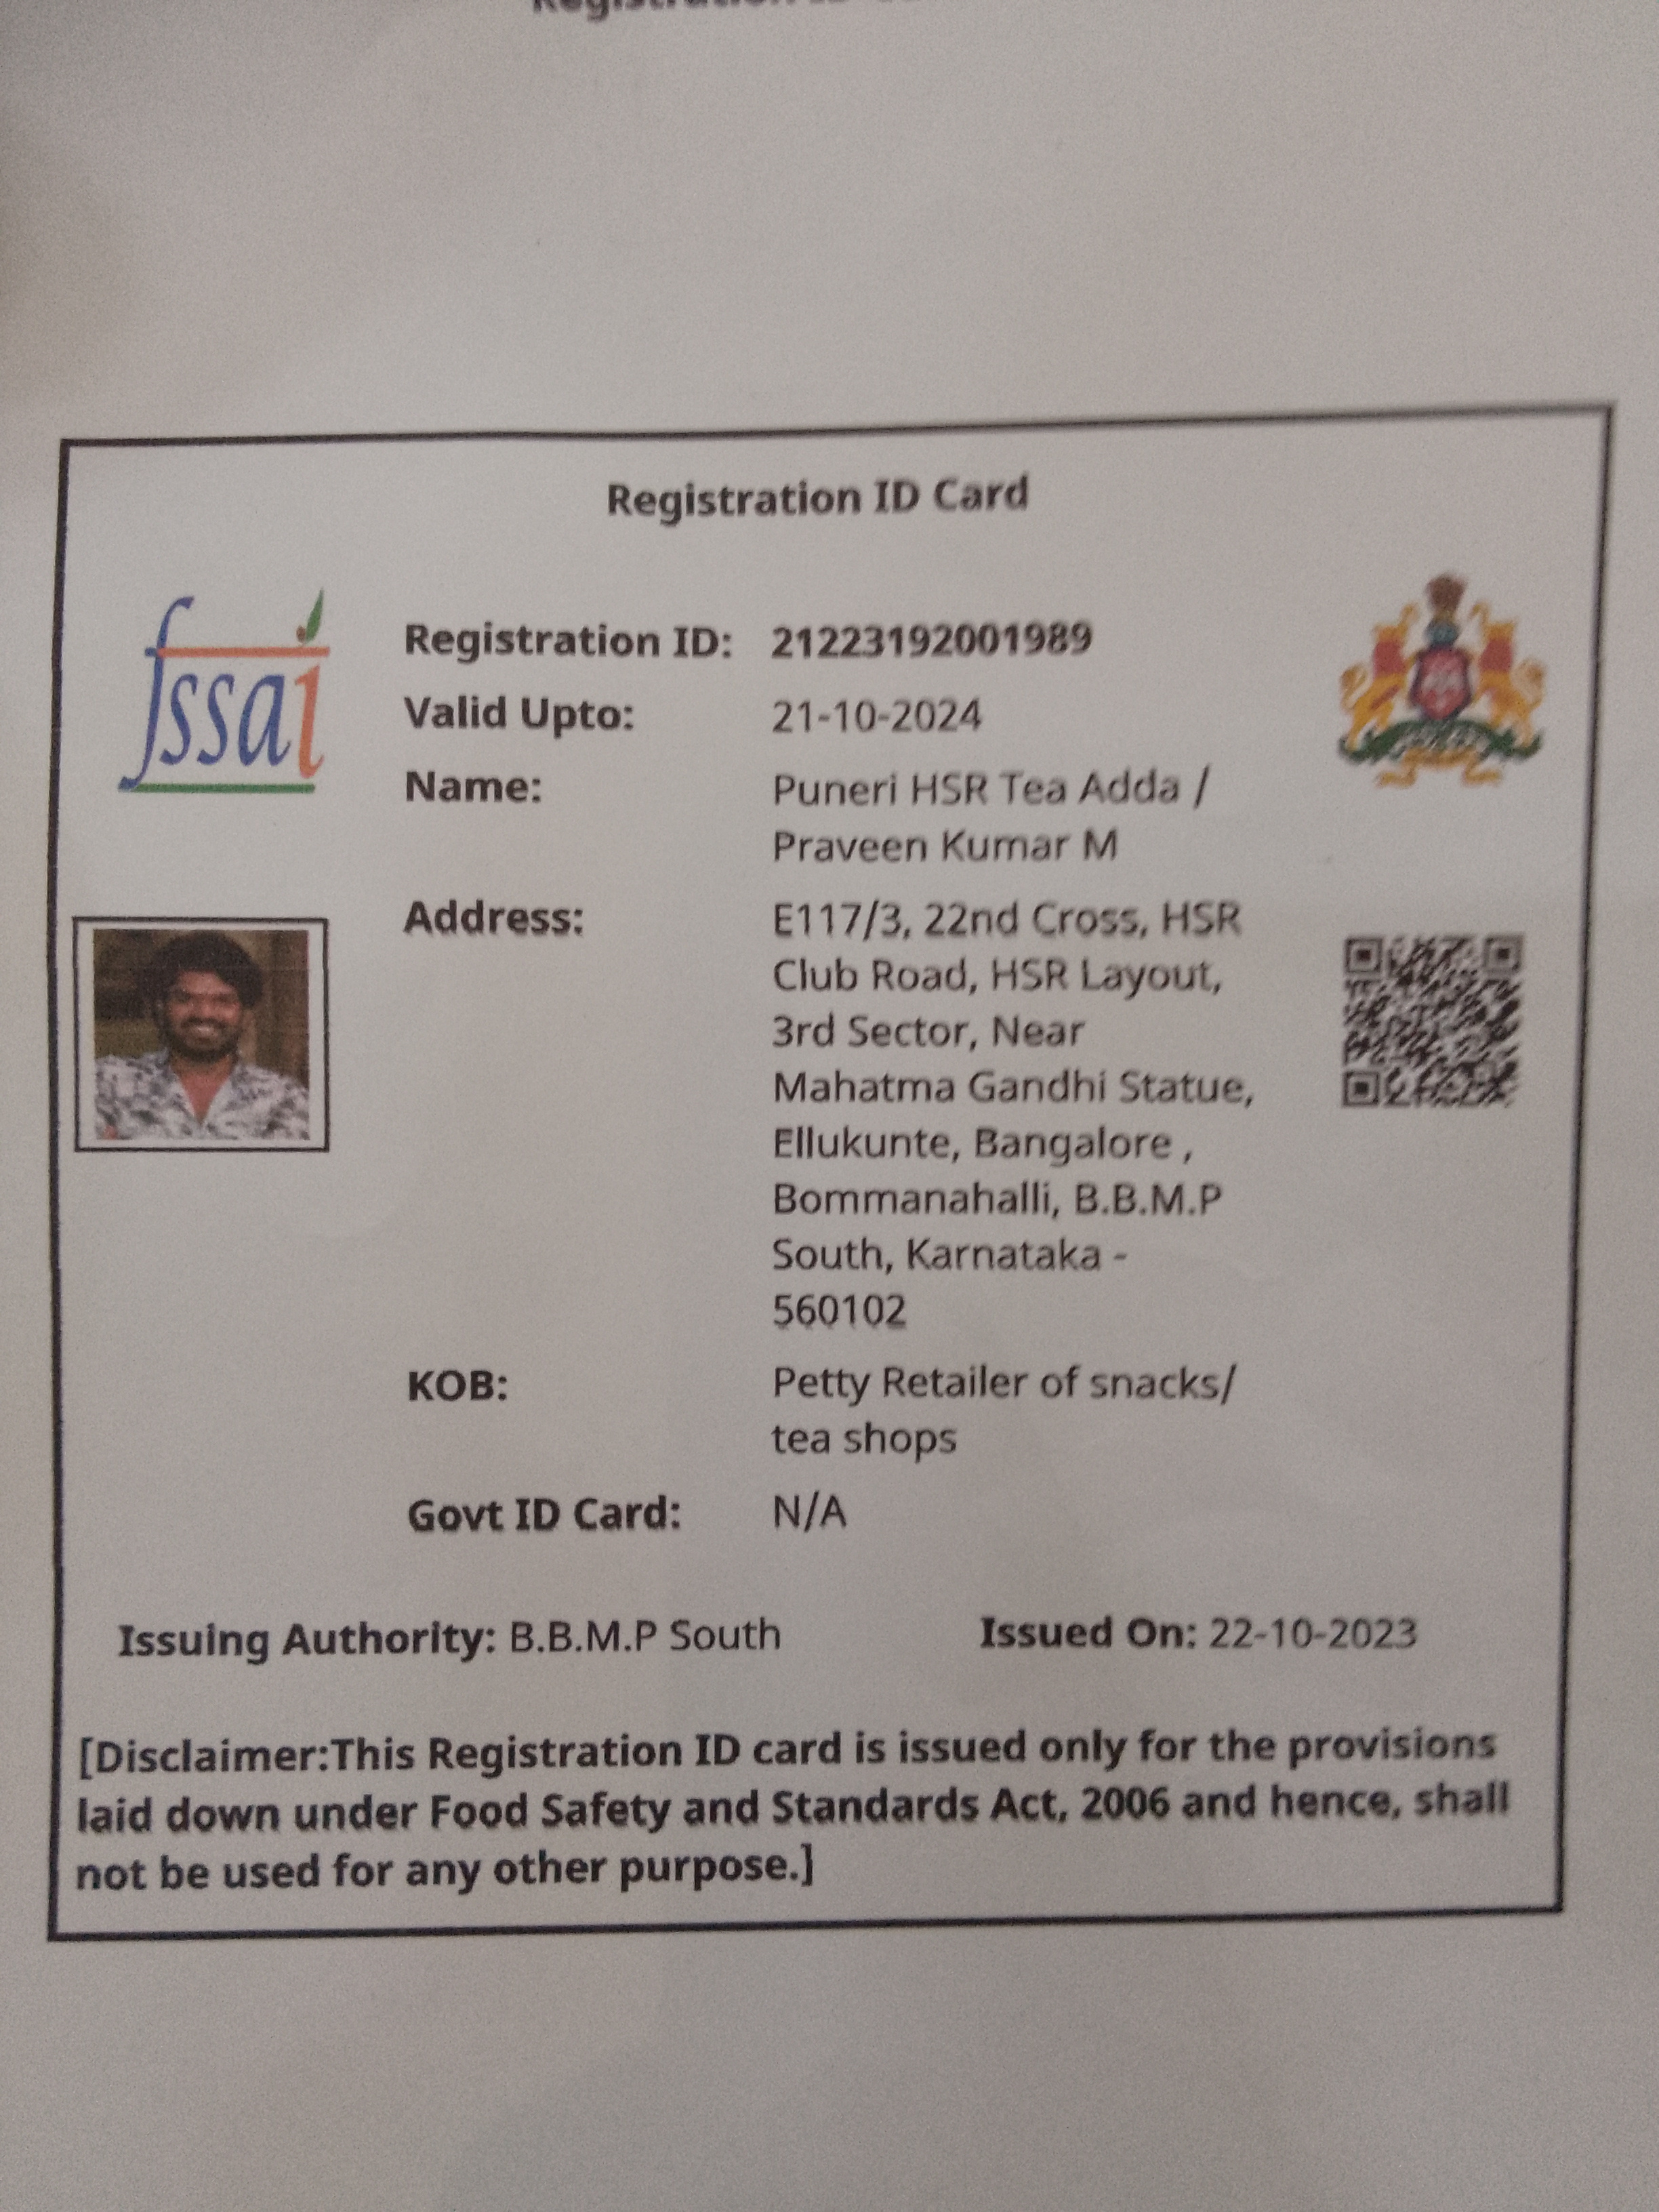 Registration ID Card
fssai
Registration ID: 21223192001989
Valid Upto: 21-10-2024
Name: Puneri HSR Tea Adda /
Praveen Kumar M
Address: E117/3, 22nd Cross, HSR
Club Road, HSR Layout,
3rd Sector, Near
Mahatma Gandhi Statue,
Ellukunte, Bangalore ,
Bommanahalli, B.B.M.P
South, Karnataka -
560102
KOB: Petty Retailer of snacks/
tea shops
Govt ID Card: N/A
Issuing Authority: B.B.M.P South Issued On: 22-10-2023
[Disclaimer:This Registration ID card is issued only for the provisions
laid down under Food Safety and Standards Act, 2006 and hence, shall
not be used for any other purpose.]